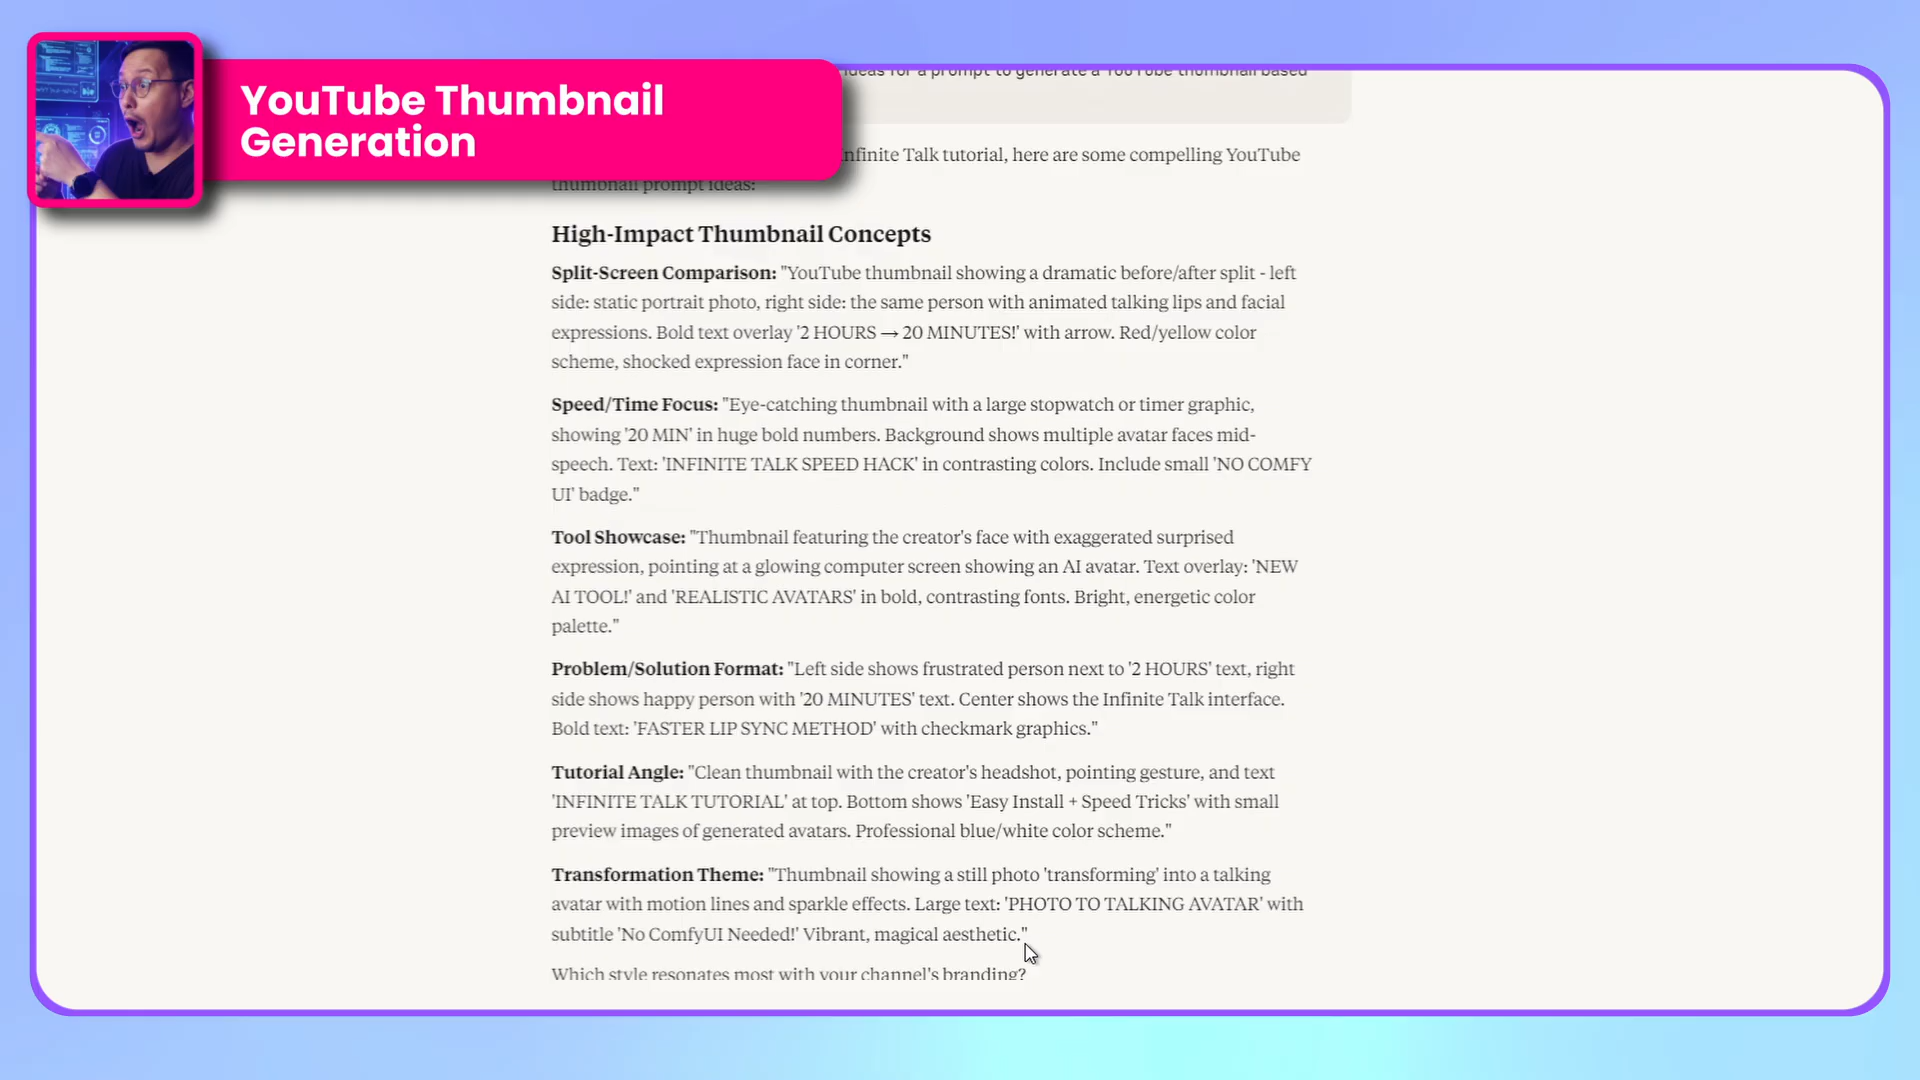 YouTube Thumbnail
Generation
ideas for a prompt to generate a YouTube thumbnail based
Infinite Talk tutorial, here are some compelling YouTube
thumbnail prompt ideas:
High-Impact Thumbnail Concepts
Split-Screen Comparison: "YouTube thumbnail showing a dramatic before/after split - left
side: static portrait photo, right side: the same person with animated talking lips and facial
expressions. Bold text overlay '2 HOURS → 20 MINUTES!' with arrow. Red/yellow color
scheme, shocked expression face in corner."
Speed/Time Focus: "Eye-catching thumbnail with a large stopwatch or timer graphic,
showing '20 MIN' in huge bold numbers. Background shows multiple avatar faces mid-
speech. Text: 'INFINITE TALK SPEED HACK' in contrasting colors. Include small 'NO COMFY
UI' badge."
Tool Showcase: "Thumbnail featuring the creator's face with exaggerated surprised
expression, pointing at a glowing computer screen showing an AI avatar. Text overlay: 'NEW
AI TOOL!' and 'REALISTIC AVATARS' in bold, contrasting fonts. Bright, energetic color
palette."
Problem/Solution Format: "Left side shows frustrated person next to '2 HOURS' text, right
side shows happy person with '20 MINUTES' text. Center shows the Infinite Talk interface.
Bold text: 'FASTER LIP SYNC METHOD' with checkmark graphics."
Tutorial Angle: "Clean thumbnail with the creator's headshot, pointing gesture, and text
'INFINITE TALK TUTORIAL' at top. Bottom shows 'Easy Install + Speed Tricks' with small
preview images of generated avatars. Professional blue/white color scheme."
Transformation Theme: "Thumbnail showing a still photo 'transforming' into a talking
avatar with motion lines and sparkle effects. Large text: 'PHOTO TO TALKING AVATAR' with
subtitle 'No ComfyUI Needed!' Vibrant, magical aesthetic."
Which style resonates most with your channel's branding?